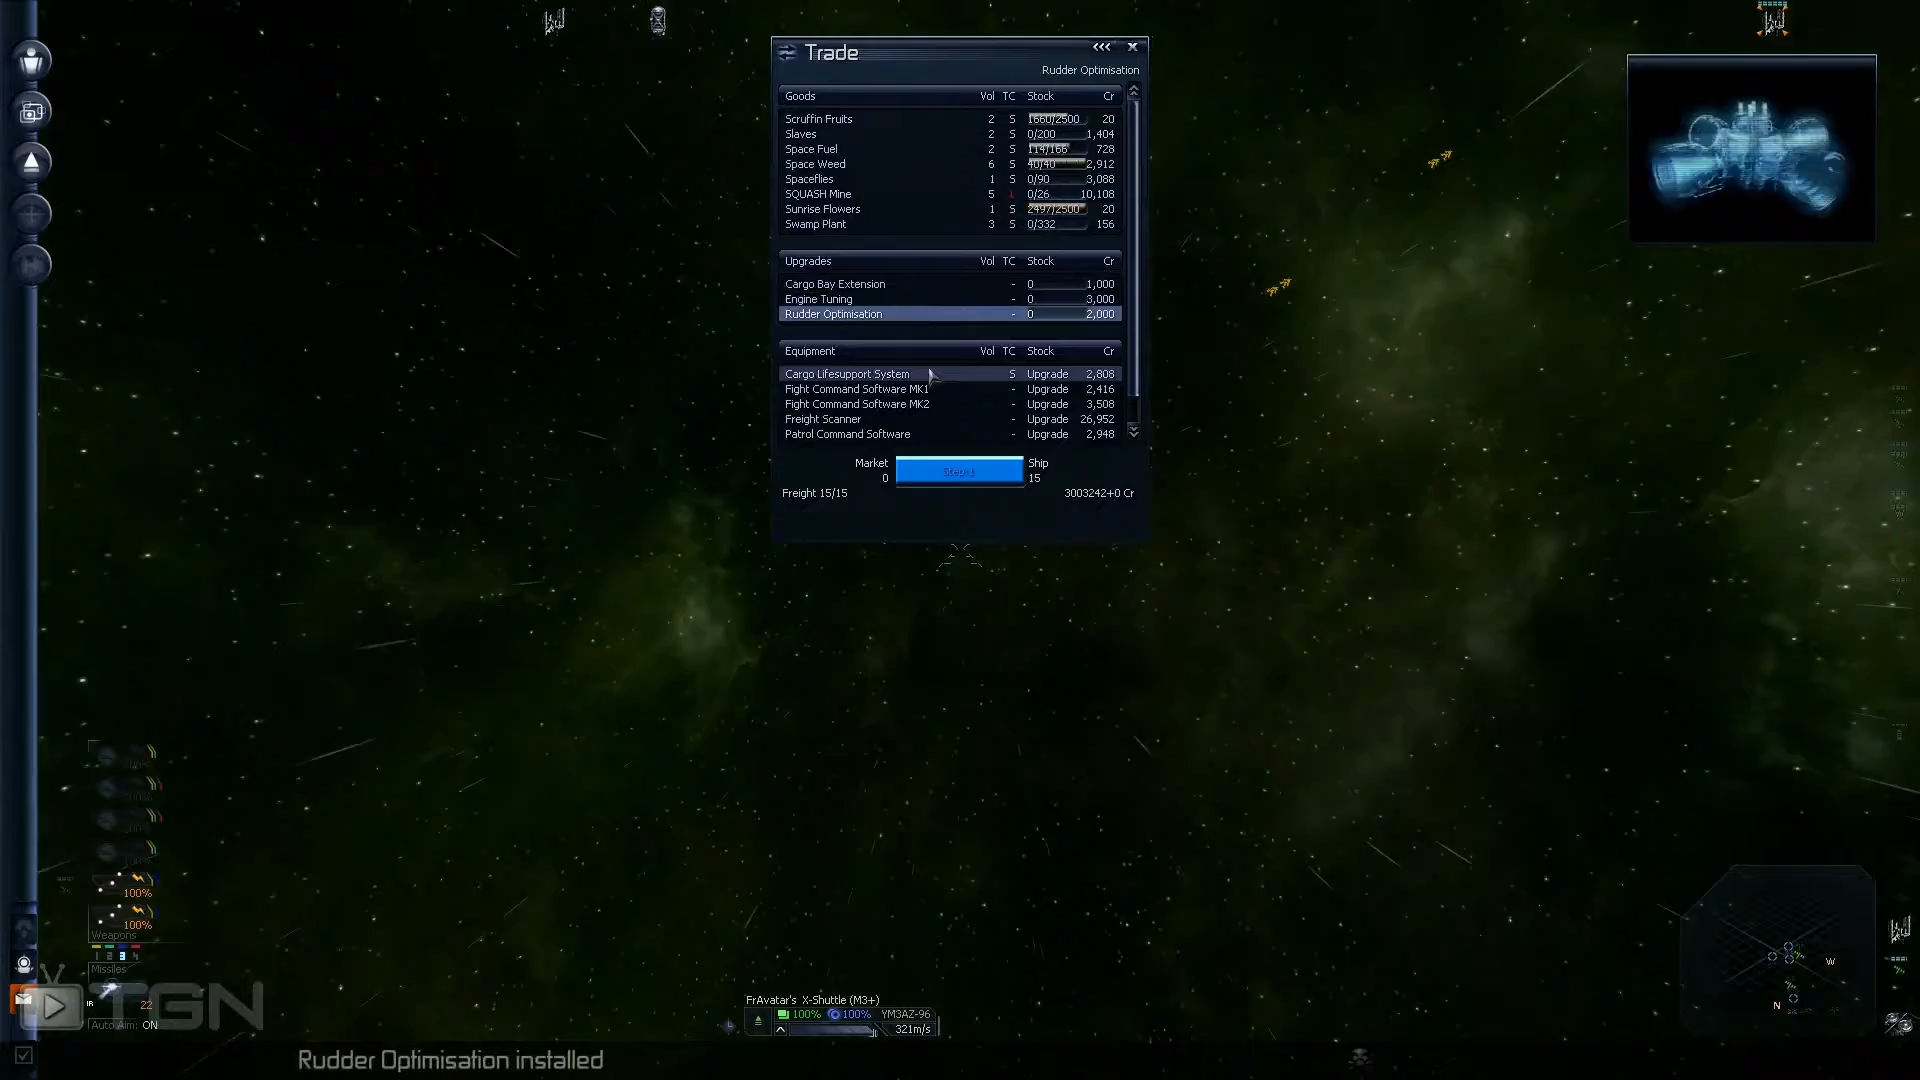 Trade
Rudder Optimisation
Goods Vol TC Stock Cr
Scruffin Fruits 2 S 1660/2500 20
Slaves 2 S 0/200 1,404
Space Fuel 2 S 114/166 728
Space Weed 6 S 40/40 2,912
Spaceflies 1 S 0/90 3,088
SQUASH Mine 5 L 0/26 10,108
Sunrise Flowers 1 S 2497/2500 20
Swamp Plant 3 S 0/332 156
Upgrades Vol TC Stock Cr
Cargo Bay Extension - 0 1,000
Engine Tuning - 0 3,000
Rudder Optimisation - 0 2,000
Equipment Vol TC Stock Cr
Cargo Lifesupport System S Upgrade 2,808
Fight Command Software MK1 - Upgrade 2,416
Fight Command Software MK2 - Upgrade 3,508
Freight Scanner - Upgrade 26,952
Patrol Command Software - Upgrade 2,948
Market Ship
0 15
Freight 15/15 3003242+0 Cr
100%
100%
Weapons
1 2 3 4
Missiles
IR 22
Auto Aim: ON
TGN
FrAvatar's X-Shuttle (M3+)
100% 100% YM3AZ-96
321m/s
W
N
Rudder Optimisation installed